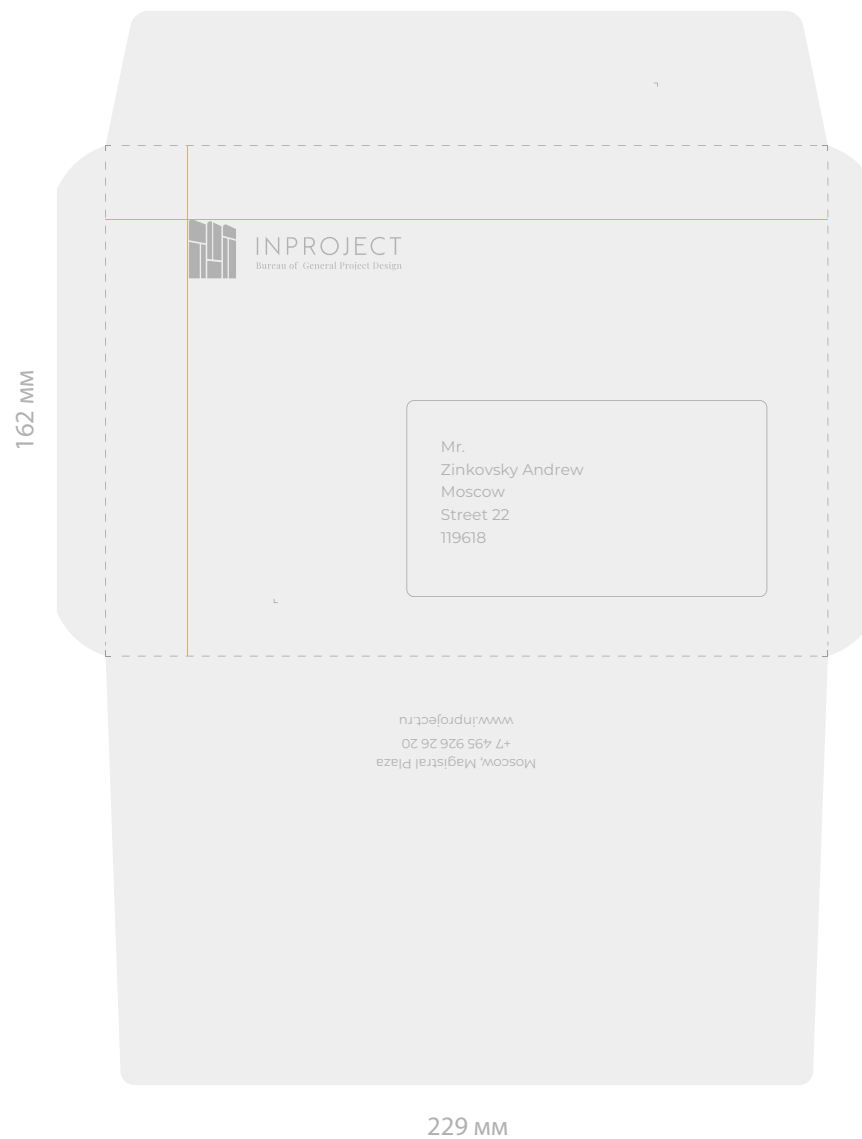 INPROJECT
Bureau of General Project Design
162 мм
Mr.
Zinkovsky Andrew
Moscow
Street 22
119618
Moscow, Magistral Plaza
+7 495 926 26 20
www.inproject.ru
229 мм